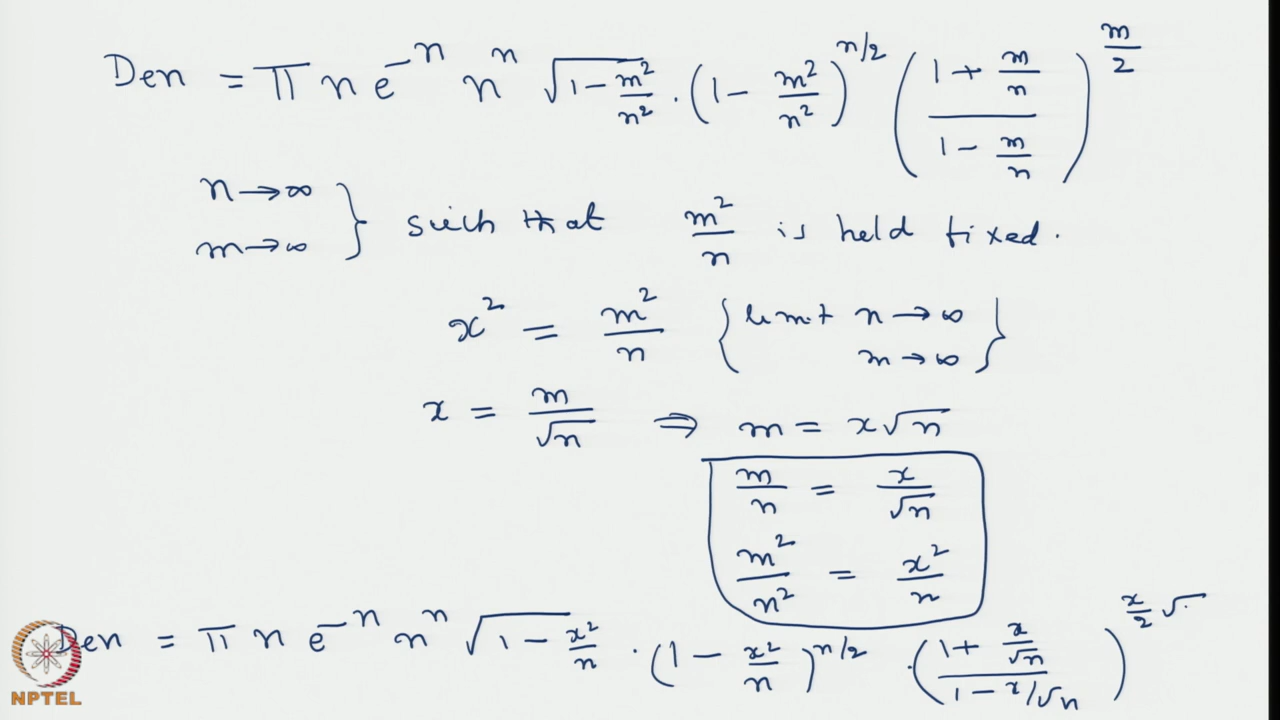 Den = π n e^{-n} n^n √(1 - m²/n²) · (1 - m²/n²)^{n/2} ((1 + m/n)/(1 - m/n))^{m/2}
n → ∞
m → ∞ } such that m²/n is held fixed.
x² = m²/n { limit n → ∞
m → ∞ }
x = m/√n ⇒ m = x√n
m/n = x/√n
m²/n² = x²/n
Den = π n e^{-n} n^n √(1 - x²/n) · (1 - x²/n)^{n/2} · ((1 + x/√n)/(1 - x/√n))^{x/2 √
NPTEL